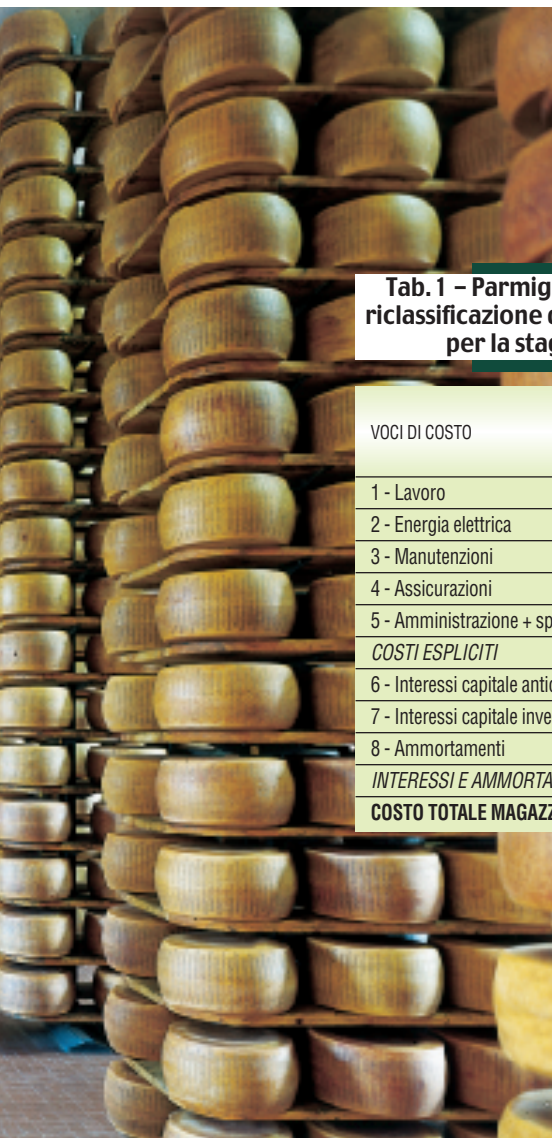 Tab. 1 – Parmig
riclassificazione
per la stag
VOCI DI COSTO
1 - Lavoro
2 - Energia elettrica
3 - Manutenzioni
4 - Assicurazioni
5 - Amministrazione + sp
COSTI ESPLICITI
6 - Interessi capitale antic
7 - Interessi capitale inve
8 - Ammortamenti
INTERESSI E AMMORTA
COSTO TOTALE MAGAZZ